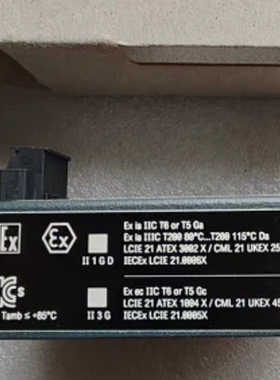 Ex ia IIC T6 or T5 Ga
Ex ia IIIC T200 80°C...T200 115°C Da
LCIE 21 ATEX 3002 X / CML 21 UKEX 25
IECEx LCIE 21.0006X
II 1 G D
Ex ec IIC T6 or T5 Gc
LCIE 21 ATEX 1004 X / CML 21 UKEX 45
IECEx LCIE 21.0005X
II 3 G
Tamb ≤ +85°C